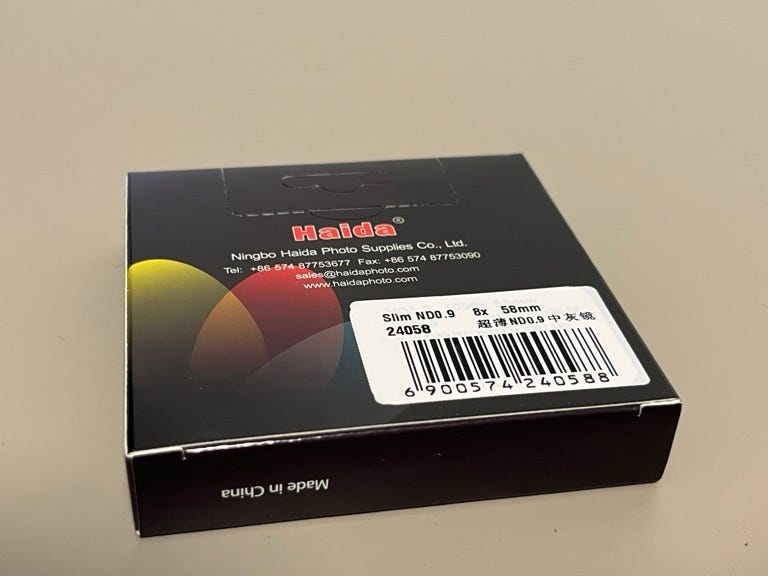 Haida®
Ningbo Haida Photo Supplies Co., Ltd.
Tel: +86 574 87753677 Fax: +86 574 87753090
sales@haidaphoto.com
www.haidaphoto.com
Slim ND0.9 8x 58mm
24058 超薄ND0.9中灰镜
6 900574 240588
Made in China